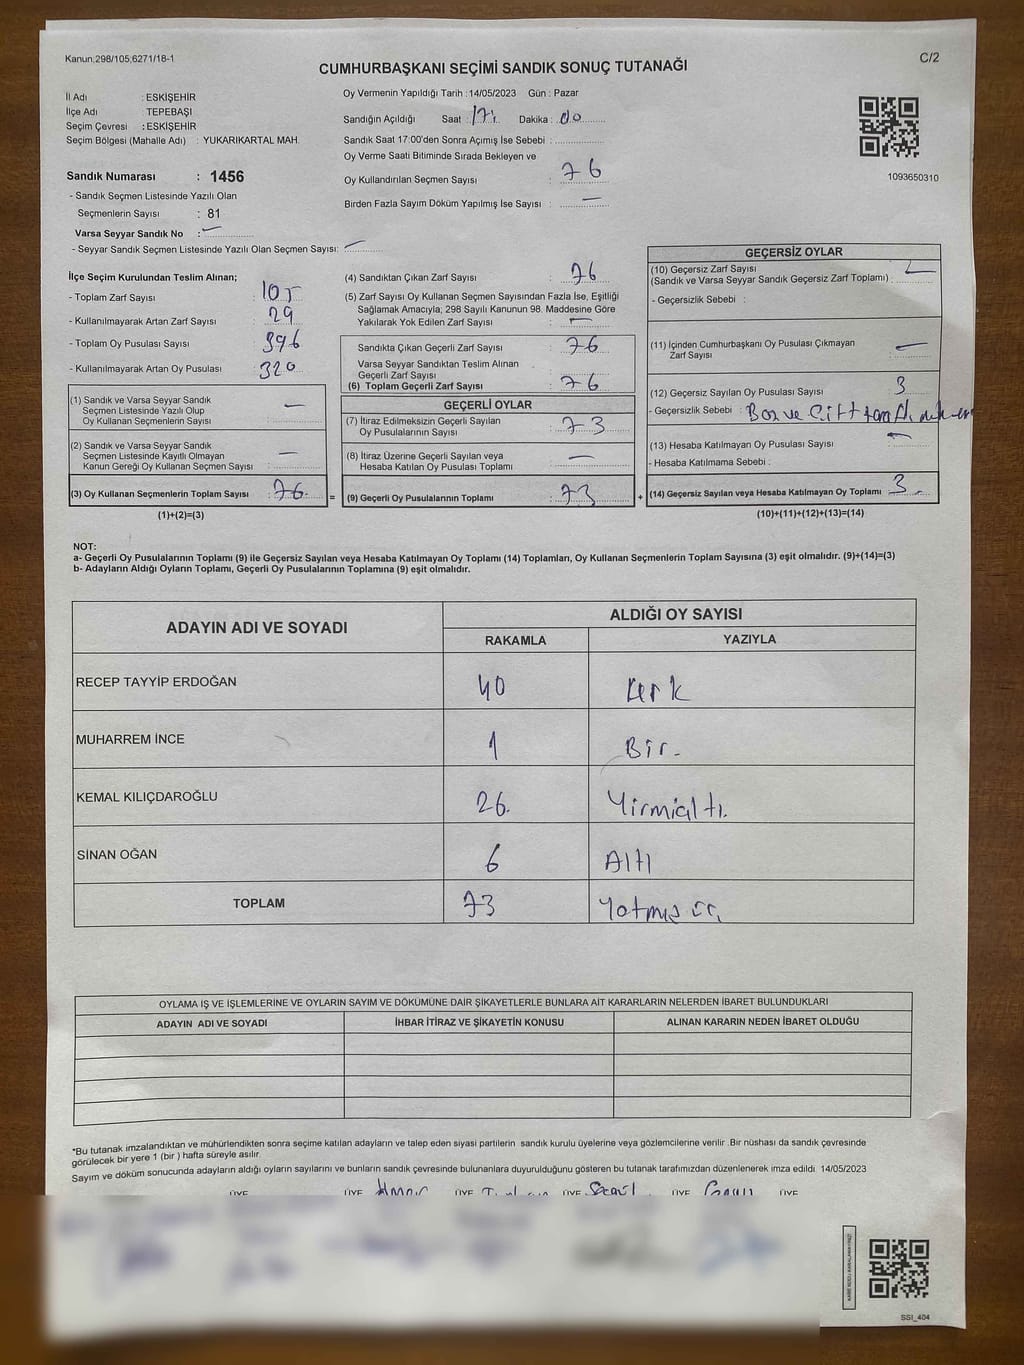 Kanun:298/105;6271/18-1
C/2
CUMHURBAŞKANI SEÇİMİ SANDIK SONUÇ TUTANAĞI
İl Adı : ESKİŞEHİR
İlçe Adı : TEPEBAŞI
Seçim Çevresi : ESKİŞEHİR
Seçim Bölgesi (Mahalle Adı) : YUKARIKARTAL MAH.
Sandık Numarası : 1456
- Sandık Seçmen Listesinde Yazılı Olan
Seçmenlerin Sayısı : 81
Varsa Seyyar Sandık No : —
- Seyyar Sandık Seçmen Listesinde Yazılı Olan Seçmen Sayısı: —
Oy Vermenin Yapıldığı Tarih : 14/05/2023 Gün : Pazar
Sandığın Açıldığı Saat : 17: Dakika : 00
Sandık Saat 17:00'den Sonra Açımış İse Sebebi :
Oy Verme Saati Bitiminde Sırada Bekleyen ve
Oy Kullandırılan Seçmen Sayısı : 76
Birden Fazla Sayım Döküm Yapılmış İse Sayısı : —
1093650310
İlçe Seçim Kurulundan Teslim Alınan;
- Toplam Zarf Sayısı : 105
- Kullanılmayarak Artan Zarf Sayısı : 29
- Toplam Oy Pusulası Sayısı : 396
- Kullanılmayarak Artan Oy Pusulası : 320
(1) Sandık ve Varsa Seyyar Sandık
Seçmen Listesinde Yazılı Olup
Oy Kullanan Seçmenlerin Sayısı : —
(2) Sandık ve Varsa Seyyar Sandık
Seçmen Listesinde Kayıtlı Olmayan
Kanun Gereği Oy Kullanan Seçmen Sayısı : —
(3) Oy Kullanan Seçmenlerin Toplam Sayısı : 76 =
(1)+(2)=(3)
(4) Sandıktan Çıkan Zarf Sayısı : 76
(5) Zarf Sayısı Oy Kullanan Seçmen Sayısından Fazla İse, Eşitliği
Sağlamak Amacıyla; 298 Sayılı Kanunun 98. Maddesine Göre
Yakılarak Yok Edilen Zarf Sayısı : —
Sandıkta Çıkan Geçerli Zarf Sayısı : 76
Varsa Seyyar Sandıktan Teslim Alınan
Geçerli Zarf Sayısı :
(6) Toplam Geçerli Zarf Sayısı : 76
GEÇERLİ OYLAR
(7) İtiraz Edilmeksizin Geçerli Sayılan
Oy Pusulalarının Sayısı : 73
(8) İtiraz Üzerine Geçerli Sayılan veya
Hesaba Katılan Oy Pusulası Toplamı : —
(9) Geçerli Oy Pusulalarının Toplamı : 73 +
GEÇERSİZ OYLAR
(10) Geçersiz Zarf Sayısı
(Sandık ve Varsa Seyyar Sandık Geçersiz Zarf Toplamı) : —
- Geçersizlik Sebebi :
(11) İçinden Cumhurbaşkanı Oy Pusulası Çıkmayan
Zarf Sayısı : —
(12) Geçersiz Sayılan Oy Pusulası Sayısı : 3
- Geçersizlik Sebebi : Boş ve Çift
(13) Hesaba Katılmayan Oy Pusulası Sayısı : —
- Hesaba Katılmama Sebebi :
(14) Geçersiz Sayılan veya Hesaba Katılmayan Oy Toplamı : 3
(10)+(11)+(12)+(13)=(14)
NOT:
a- Geçerli Oy Pusulalarının Toplamı (9) ile Geçersiz Sayılan veya Hesaba Katılmayan Oy Toplamı (14) Toplamları, Oy Kullanan Seçmenlerin Toplam Sayısına (3) eşit olmalıdır. (9)+(14)=(3)
b- Adayların Aldığı Oyların Toplamı, Geçerli Oy Pusulalarının Toplamına (9) eşit olmalıdır.
ADAYIN ADI VE SOYADI
ALDIĞI OY SAYISI
RAKAMLA YAZIYLA
RECEP TAYYİP ERDOĞAN 40 kırk
MUHARREM İNCE 1 Bir.
KEMAL KILIÇDAROĞLU 26. Yirmialtı.
SİNAN OĞAN 6 Altı
TOPLAM 73 Yetmiş üç
OYLAMA İŞ VE İŞLEMLERİNE VE OYLARIN SAYIM VE DÖKÜMÜNE DAİR ŞİKAYETLERLE BUNLARA AİT KARARLARIN NELERDEN İBARET BULUNDUKLARI
ADAYIN ADI VE SOYADI İHBAR İTİRAZ VE ŞİKAYETİN KONUSU ALINAN KARARIN NEDEN İBARET OLDUĞU
*Bu tutanak imzalandıktan ve mühürlendikten sonra seçime katılan adayların ve talep eden siyasi partilerin sandık kurulu üyelerine veya gözlemcilerine verilir .Bir nüshası da sandık çevresinde
görülecek bir yere 1 (bir ) hafta süreyle asılır.
Sayım ve döküm sonucunda adayların aldığı oyların sayılarını ve bunların sandık çevresinde bulunanlara duyurulduğunu gösteren bu tutanak tarafımızdan düzenlenerek imza edildi. 14/05/2023
ÜYE ÜYE ÜYE ÜYE ÜYE ÜYE
SSI_404